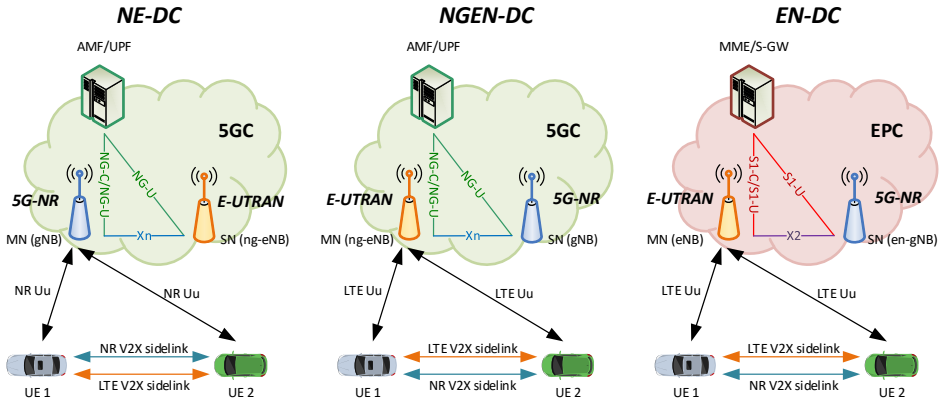 NE-DC
AMF/UPF
5GC
5G-NR
E-UTRAN
NG-C/NG-U
NG-U
MN (gNB)
Xn
SN (ng-eNB)
NR Uu
NR Uu
NR V2X sidelink
LTE V2X sidelink
UE 1
UE 2
NGEN-DC
AMF/UPF
5GC
E-UTRAN
5G-NR
NG-C/NG-U
NG-U
MN (ng-eNB)
Xn
SN (gNB)
LTE Uu
LTE Uu
LTE V2X sidelink
NR V2X sidelink
UE 1
UE 2
EN-DC
MME/S-GW
EPC
E-UTRAN
5G-NR
S1-C/S1-U
S1-U
MN (eNB)
X2
SN (en-gNB)
LTE Uu
LTE Uu
LTE V2X sidelink
NR V2X sidelink
UE 1
UE 2